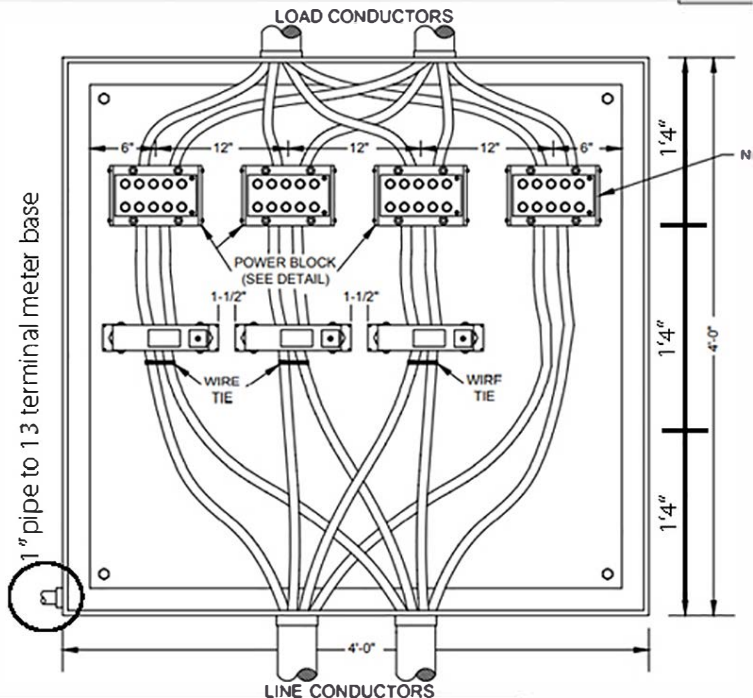 LOAD CONDUCTORS
6" 12" 12" 12" 6"
1'4"
N
POWER BLOCK
(SEE DETAIL)
1-1/2" 1-1/2"
1'4"
4'-0"
WIRE
TIE
WIRF
TIE
1'4"
1" pipe to 13 terminal meter base
4'-0"
LINE CONDUCTORS